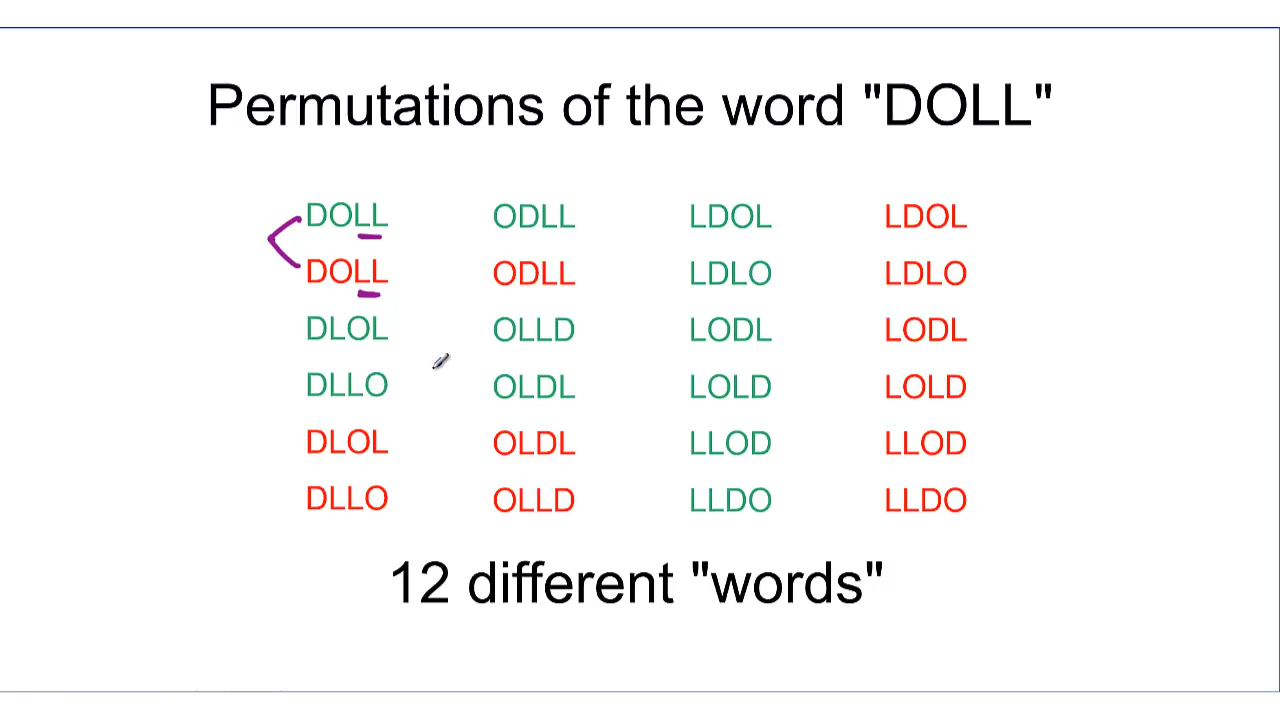 Permutations of the word "DOLL"
DOLL ODLL LDOL LDOL
DOLL ODLL LDLO LDLO
DLOL OLLD LODL LODL
DLLO OLDL LOLD LOLD
DLOL OLDL LLOD LLOD
DLLO OLLD LLDO LLDO
12 different "words"